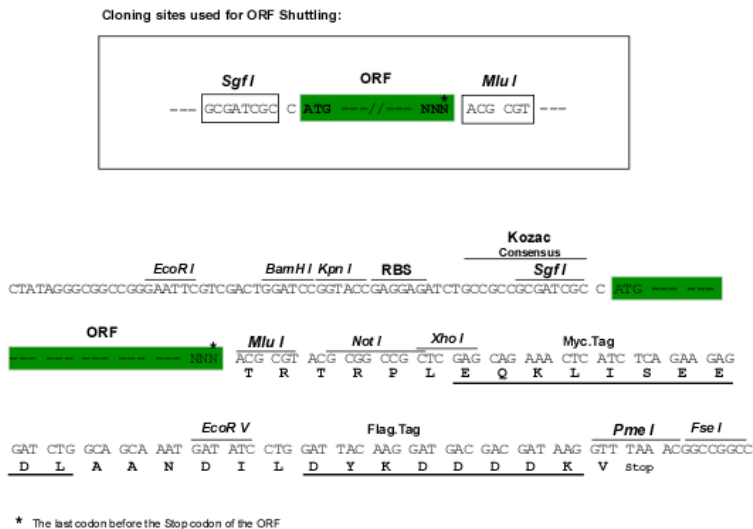 Cloning sites used for ORF Shuttling:
Sgf I ORF Mlu I
*
--- GCGATCGC C ATG ---//--- NNN ACG CGT ---
Kozac
Consensus
EcoR I BamH I Kpn I RBS Sgf I
CTATAGGGCGGCCGGGAATTCGTCGACTGGATCCGGTACCGAGGAGATCTGCCGCCGCGATCGC C ATG --- ---
ORF * Mlu I Not I Xho I Myc.Tag
--- --- --- --- --- NNN ACG CGT ACG CGG CCG CTC GAG CAG AAA CTC ATC TCA GAA GAG
T R T R P L E Q K L I S E E
EcoR V Flag.Tag Pme I Fse I
GAT CTG GCA GCA AAT GAT ATC CTG GAT TAC AAG GAT GAC GAC GAT AAG GTT TAA ACGGCCGGCC
D L A A N D I L D Y K D D D D K V Stop
* The last codon before the Stop codon of the ORF